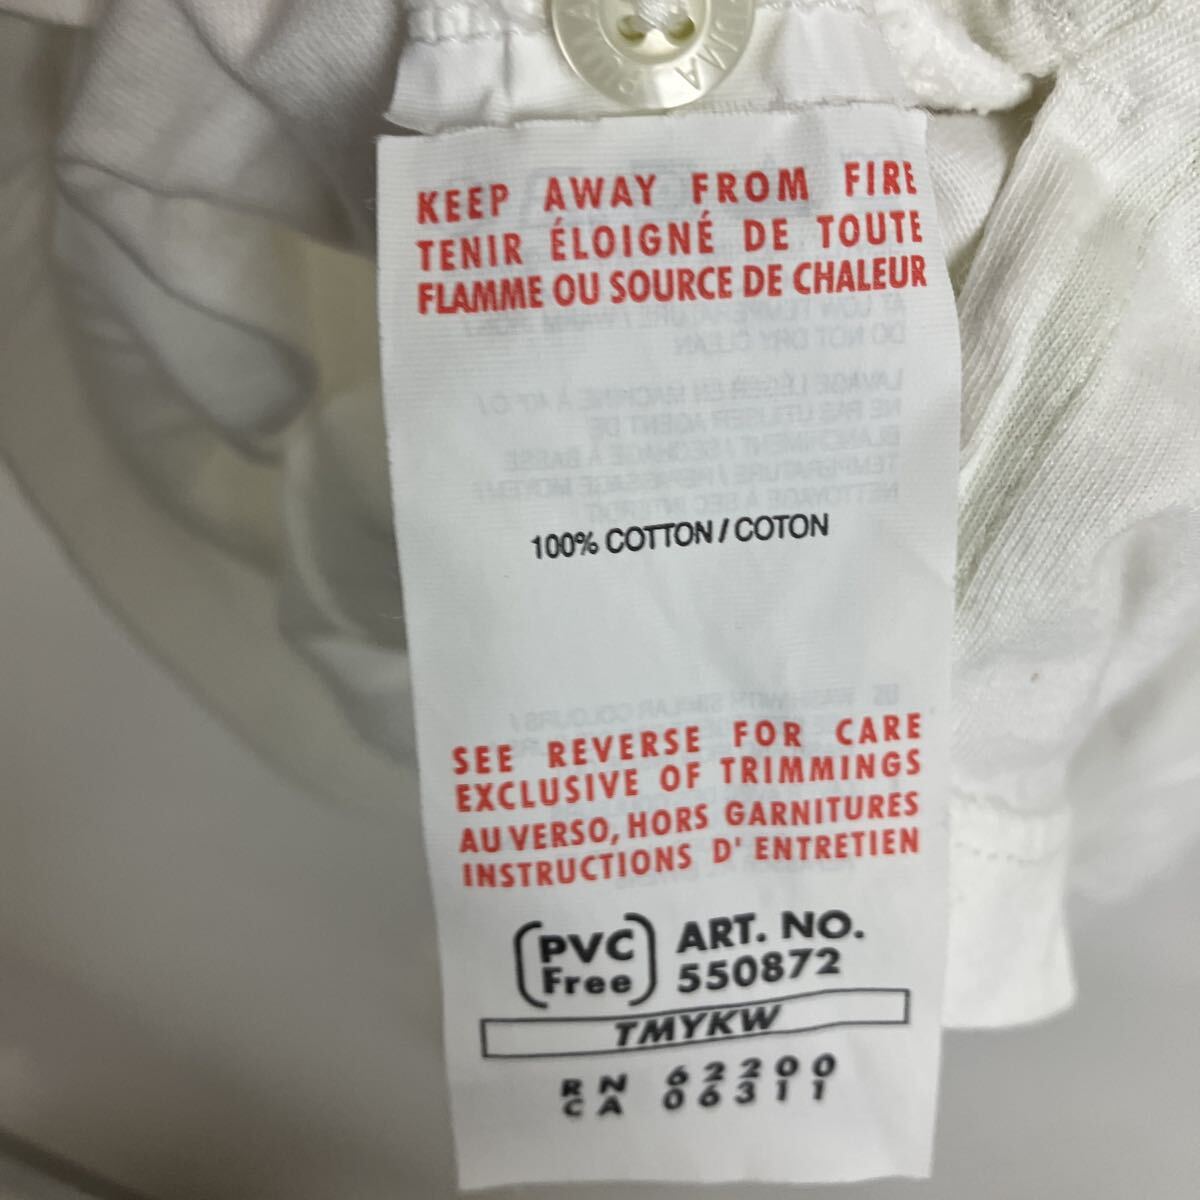 PUMA PUMA
KEEP AWAY FROM FIRE
TENIR ÉLOIGNÉ DE TOUTE
FLAMME OU SOURCE DE CHALEUR
100% COTTON / COTON
SEE REVERSE FOR CARE
EXCLUSIVE OF TRIMMINGS
AU VERSO, HORS GARNITURES
INSTRUCTIONS D' ENTRETIEN
PVC ART. NO.
Free 550872
TMYKW
RN 62200
CA 06311